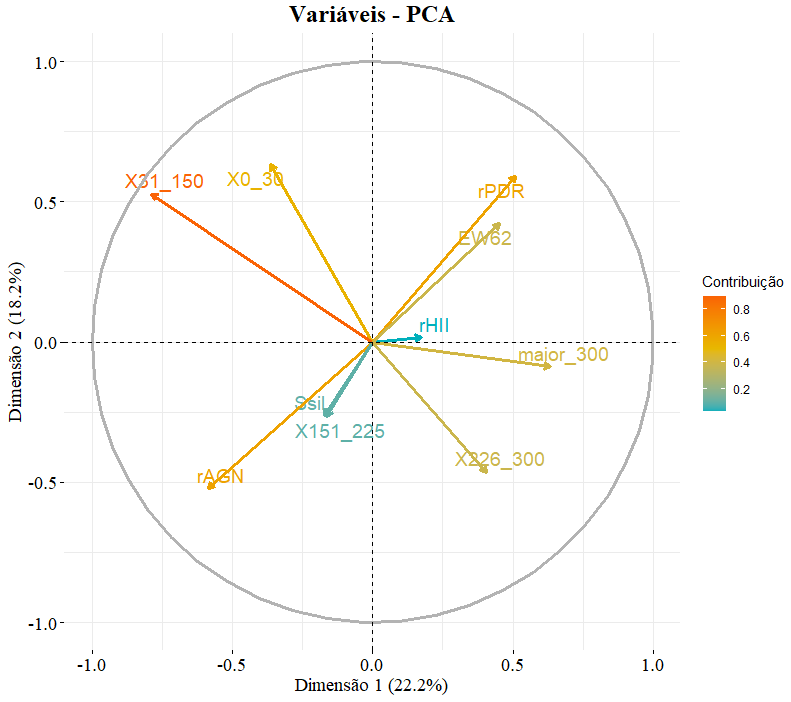 Variáveis - PCA
1.0
0.5
0.0
-0.5
-1.0
Dimensão 2 (18.2%)
X31_150
X0_30
rPDR
EW62
rHII
major_300
Ssil
X151_225
X226_300
rAGN
-1.0
-0.5
0.0
0.5
1.0
Dimensão 1 (22.2%)
Contribuição
0.8
0.6
0.4
0.2